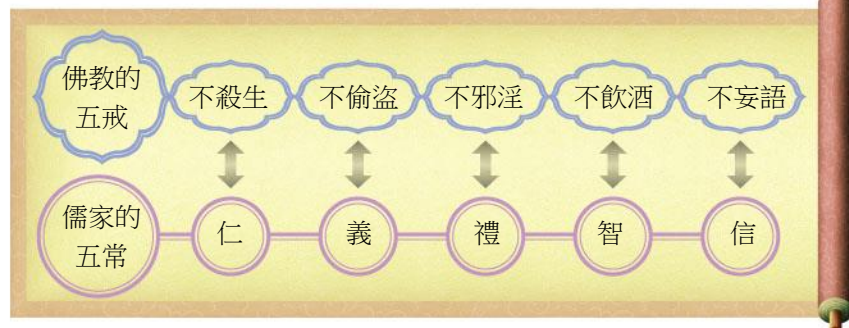 佛教的
五戒
不殺生
不偷盜
不邪淫
不飲酒
不妄語
儒家的
五常
仁
義
禮
智
信